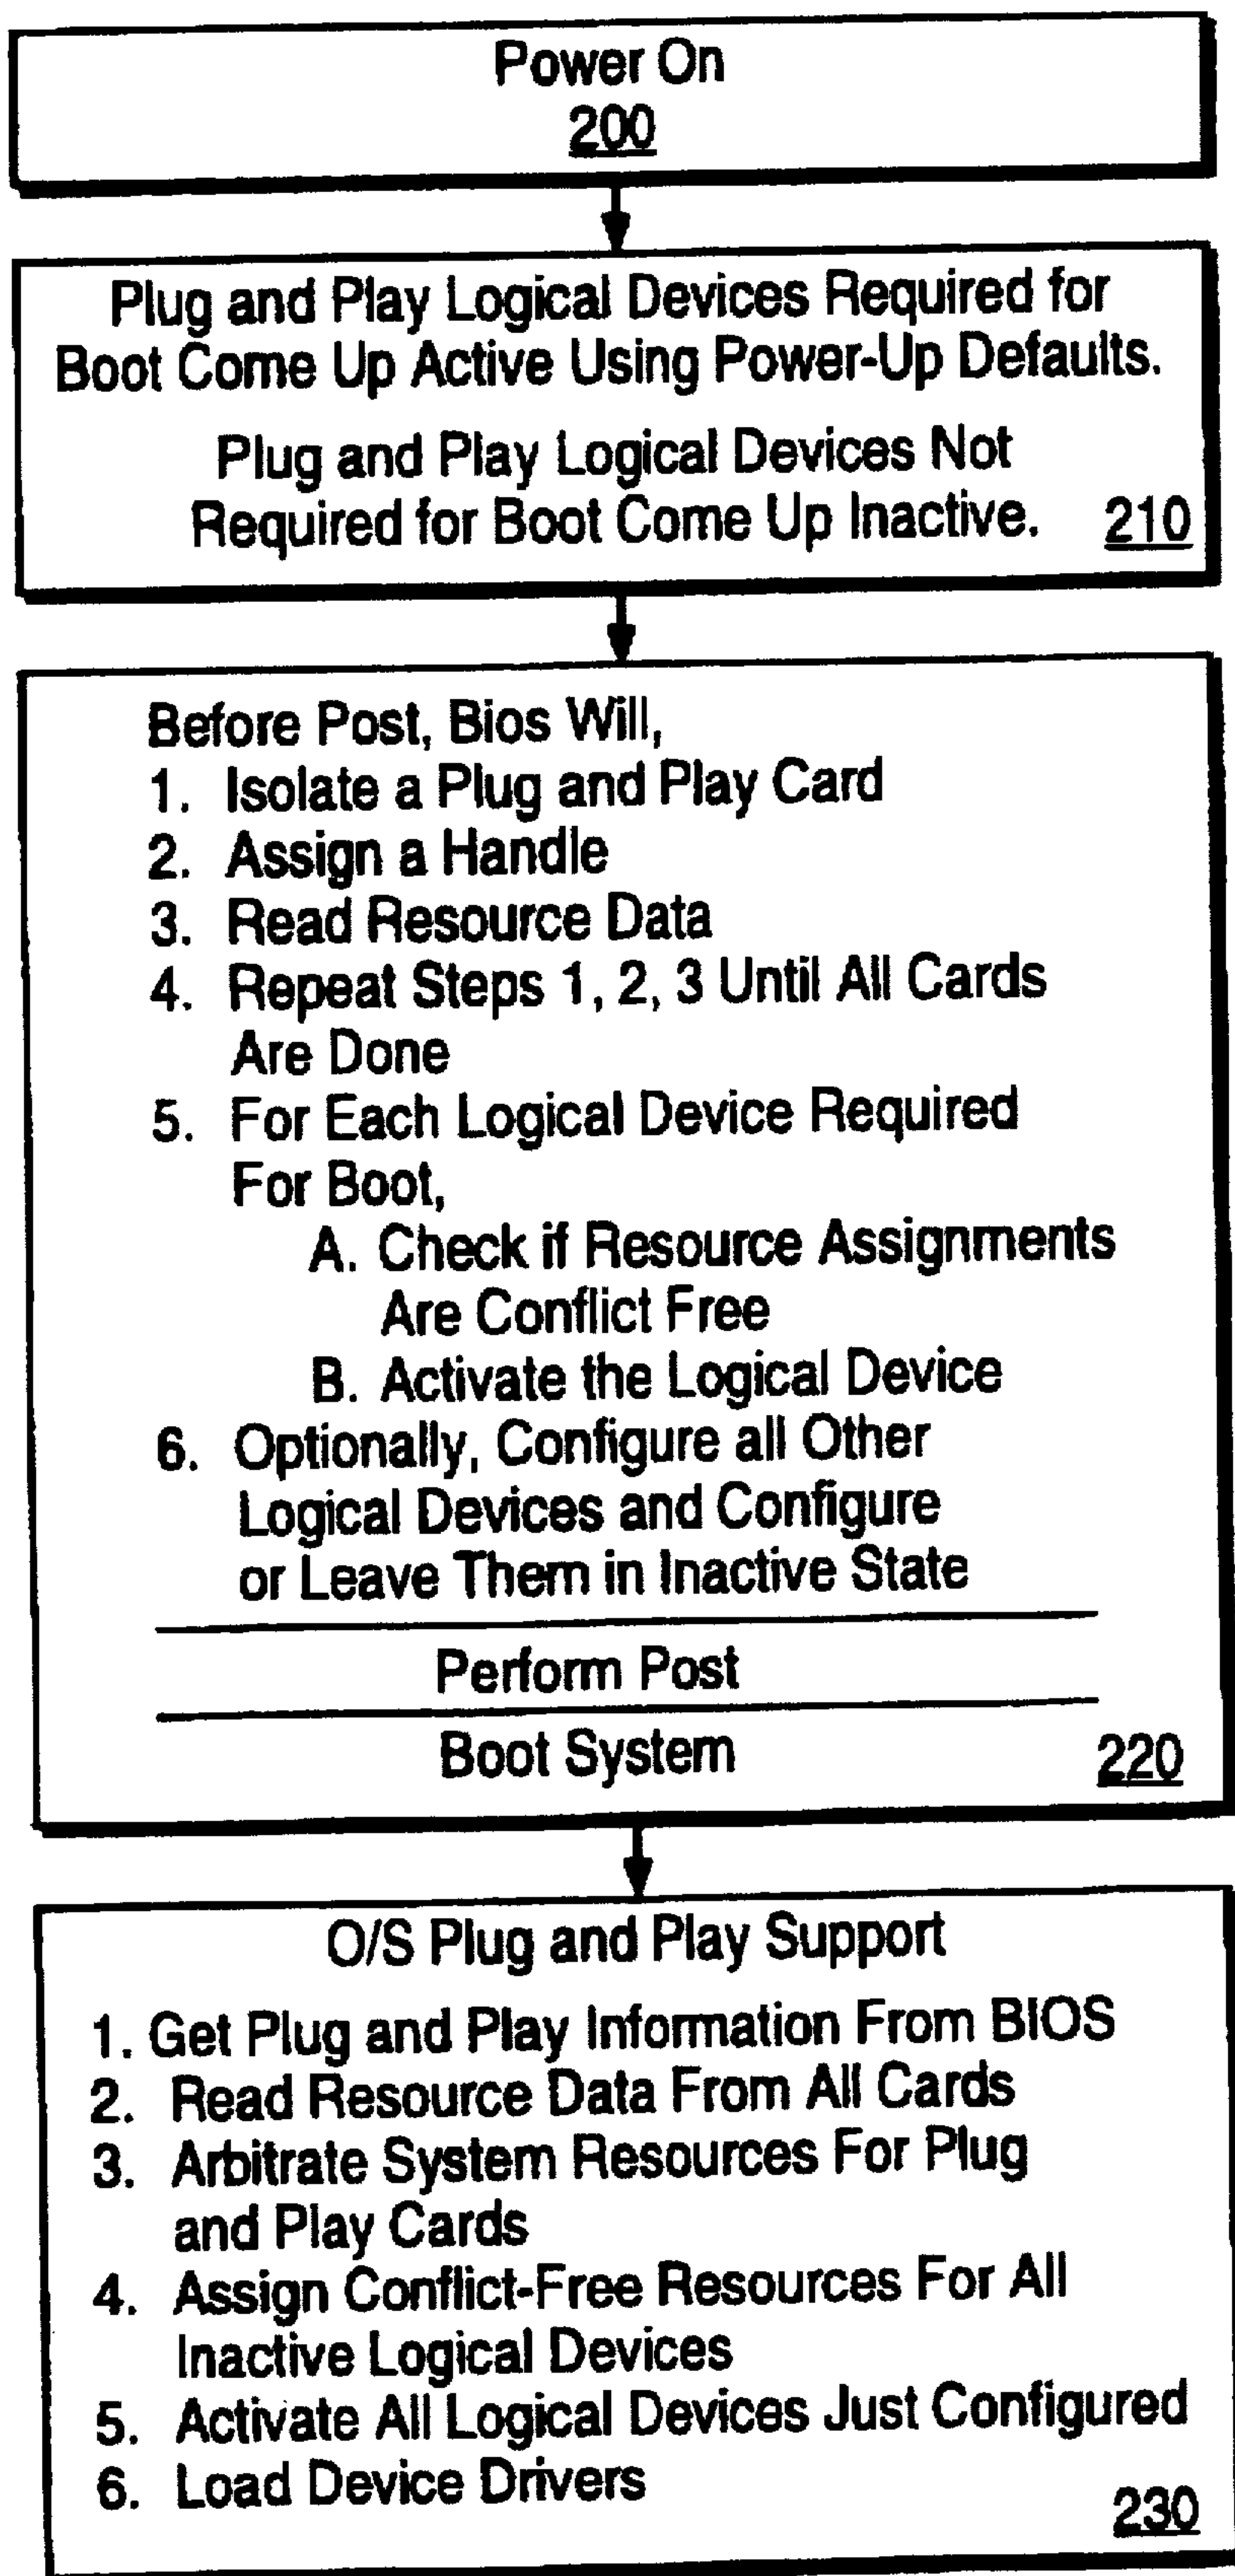 Power On
200
Plug and Play Logical Devices Required for
Boot Come Up Active Using Power-Up Defaults.
Plug and Play Logical Devices Not
Required for Boot Come Up Inactive. 210
Before Post, Bios Will,
1. Isolate a Plug and Play Card
2. Assign a Handle
3. Read Resource Data
4. Repeat Steps 1, 2, 3 Until All Cards
Are Done
5. For Each Logical Device Required
For Boot,
A. Check if Resource Assignments
Are Conflict Free
B. Activate the Logical Device
6. Optionally, Configure all Other
Logical Devices and Configure
or Leave Them in Inactive State
Perform Post
Boot System 220
O/S Plug and Play Support
1. Get Plug and Play Information From BIOS
2. Read Resource Data From All Cards
3. Arbitrate System Resources For Plug
and Play Cards
4. Assign Conflict-Free Resources For All
Inactive Logical Devices
5. Activate All Logical Devices Just Configured
6. Load Device Drivers
230